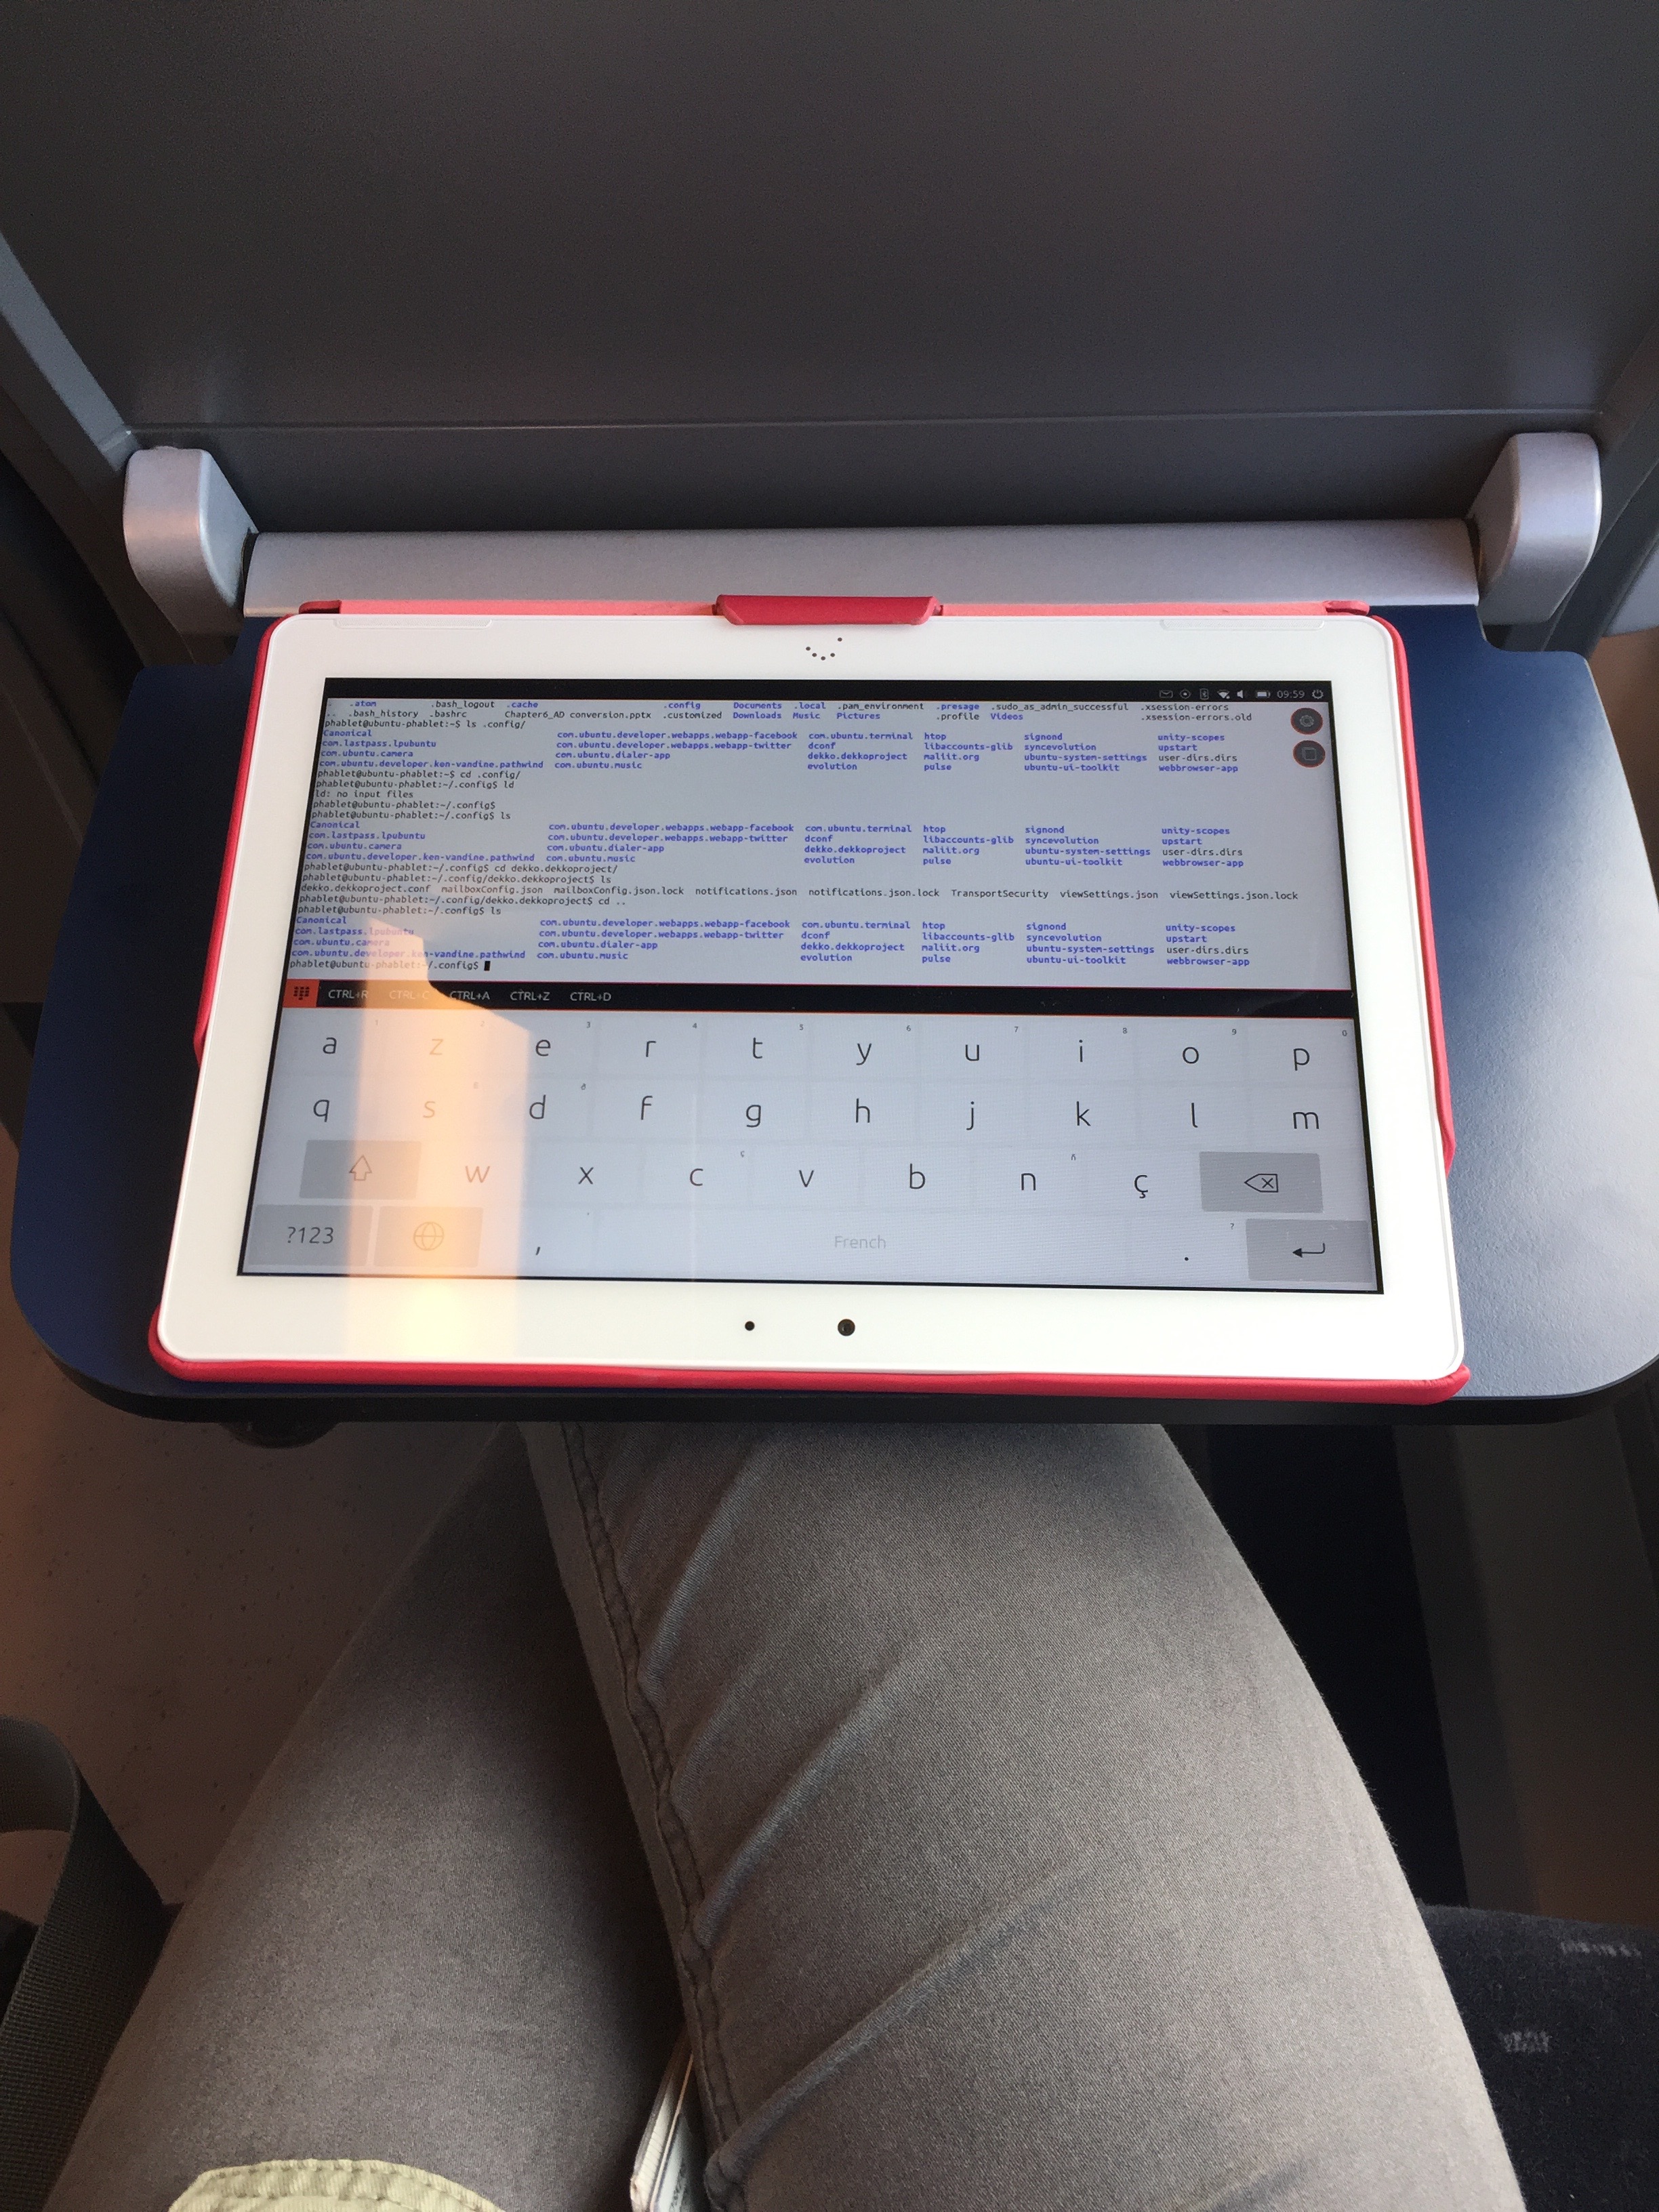 09:59
. .atom .bash_logout .cache .config Documents .local .pam_environment .presage .sudo_as_admin_successful .xsession-errors
.. .bash_history .bashrc Chapter6_AD conversion.pptx .customized Downloads Music Pictures .profile Videos .xsession-errors.old
phablet@ubuntu-phablet:~$ ls .config/
Canonical com.ubuntu.developer.webapps.webapp-facebook com.ubuntu.terminal htop signond unity-scopes
com.lastpass.lpubuntu com.ubuntu.developer.webapps.webapp-twitter dconf libaccounts-glib syncevolution upstart
com.ubuntu.camera com.ubuntu.dialer-app dekko.dekkoproject maliit.org ubuntu-system-settings user-dirs.dirs
com.ubuntu.developer.ken-vandine.pathwind com.ubuntu.music evolution pulse ubuntu-ui-toolkit webbrowser-app
phablet@ubuntu-phablet:~$ cd .config/
phablet@ubuntu-phablet:~/.config$ ld
ld: no input files
phablet@ubuntu-phablet:~/.config$
phablet@ubuntu-phablet:~/.config$ ls
Canonical com.ubuntu.developer.webapps.webapp-facebook com.ubuntu.terminal htop signond unity-scopes
com.lastpass.lpubuntu com.ubuntu.developer.webapps.webapp-twitter dconf libaccounts-glib syncevolution upstart
com.ubuntu.camera com.ubuntu.dialer-app dekko.dekkoproject maliit.org ubuntu-system-settings user-dirs.dirs
com.ubuntu.developer.ken-vandine.pathwind com.ubuntu.music evolution pulse ubuntu-ui-toolkit webbrowser-app
phablet@ubuntu-phablet:~/.config$ cd dekko.dekkoproject/
phablet@ubuntu-phablet:~/.config/dekko.dekkoproject$ ls
dekko.dekkoproject.conf mailboxConfig.json mailboxConfig.json.lock notifications.json notifications.json.lock TransportSecurity viewSettings.json viewSettings.json.lock
phablet@ubuntu-phablet:~/.config/dekko.dekkoproject$ cd ..
phablet@ubuntu-phablet:~/.config$ ls
Canonical com.ubuntu.developer.webapps.webapp-facebook com.ubuntu.terminal htop signond unity-scopes
com.lastpass.lpubuntu com.ubuntu.developer.webapps.webapp-twitter dconf libaccounts-glib syncevolution upstart
com.ubuntu.camera com.ubuntu.dialer-app dekko.dekkoproject maliit.org ubuntu-system-settings user-dirs.dirs
com.ubuntu.developer.ken-vandine.pathwind com.ubuntu.music evolution pulse ubuntu-ui-toolkit webbrowser-app
phablet@ubuntu-phablet:~/.config$
CTRL+R CTRL+C CTRL+A CTRL+Z CTRL+D
1 2 3 4 5 6 7 8 9 0
a z e r t y u i o p
q s d f g h j k l m
w x c v b n ç
?123 , French . ?